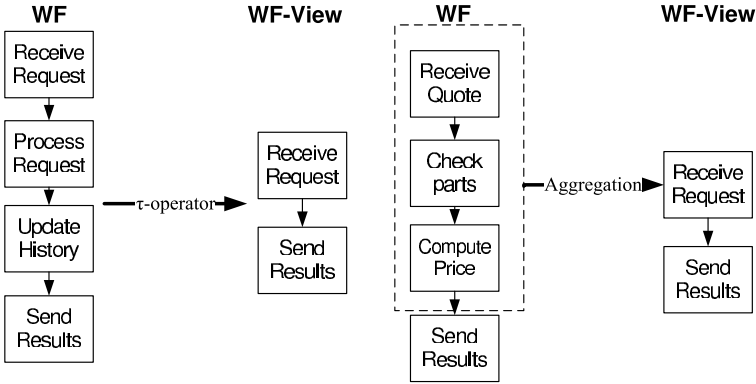 WF
WF-View
WF
WF-View
Receive
Request
Process
Request
Update
History
Send
Results
τ-operator
Receive
Request
Send
Results
Receive
Quote
Check
parts
Compute
Price
Send
Results
Aggregation
Receive
Request
Send
Results